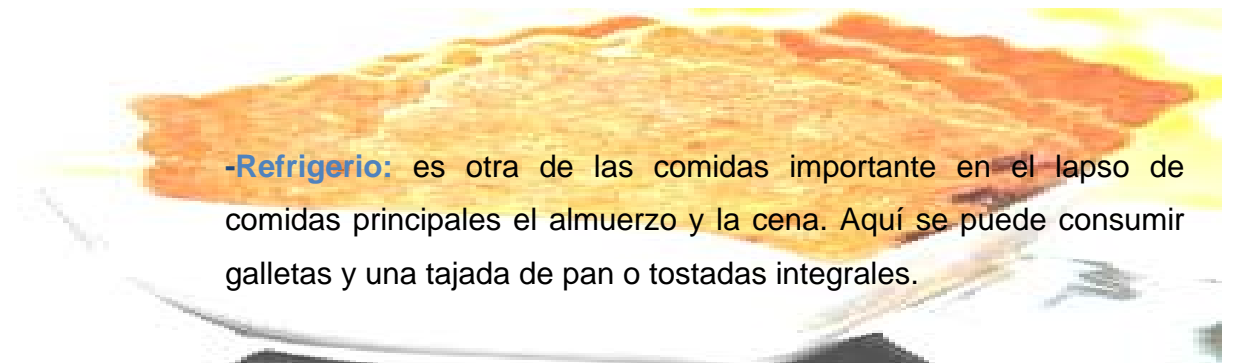 -Refrigerio: es otra de las comidas importante en el lapso de
comidas principales el almuerzo y la cena. Aquí se puede consumir
galletas y una tajada de pan o tostadas integrales.